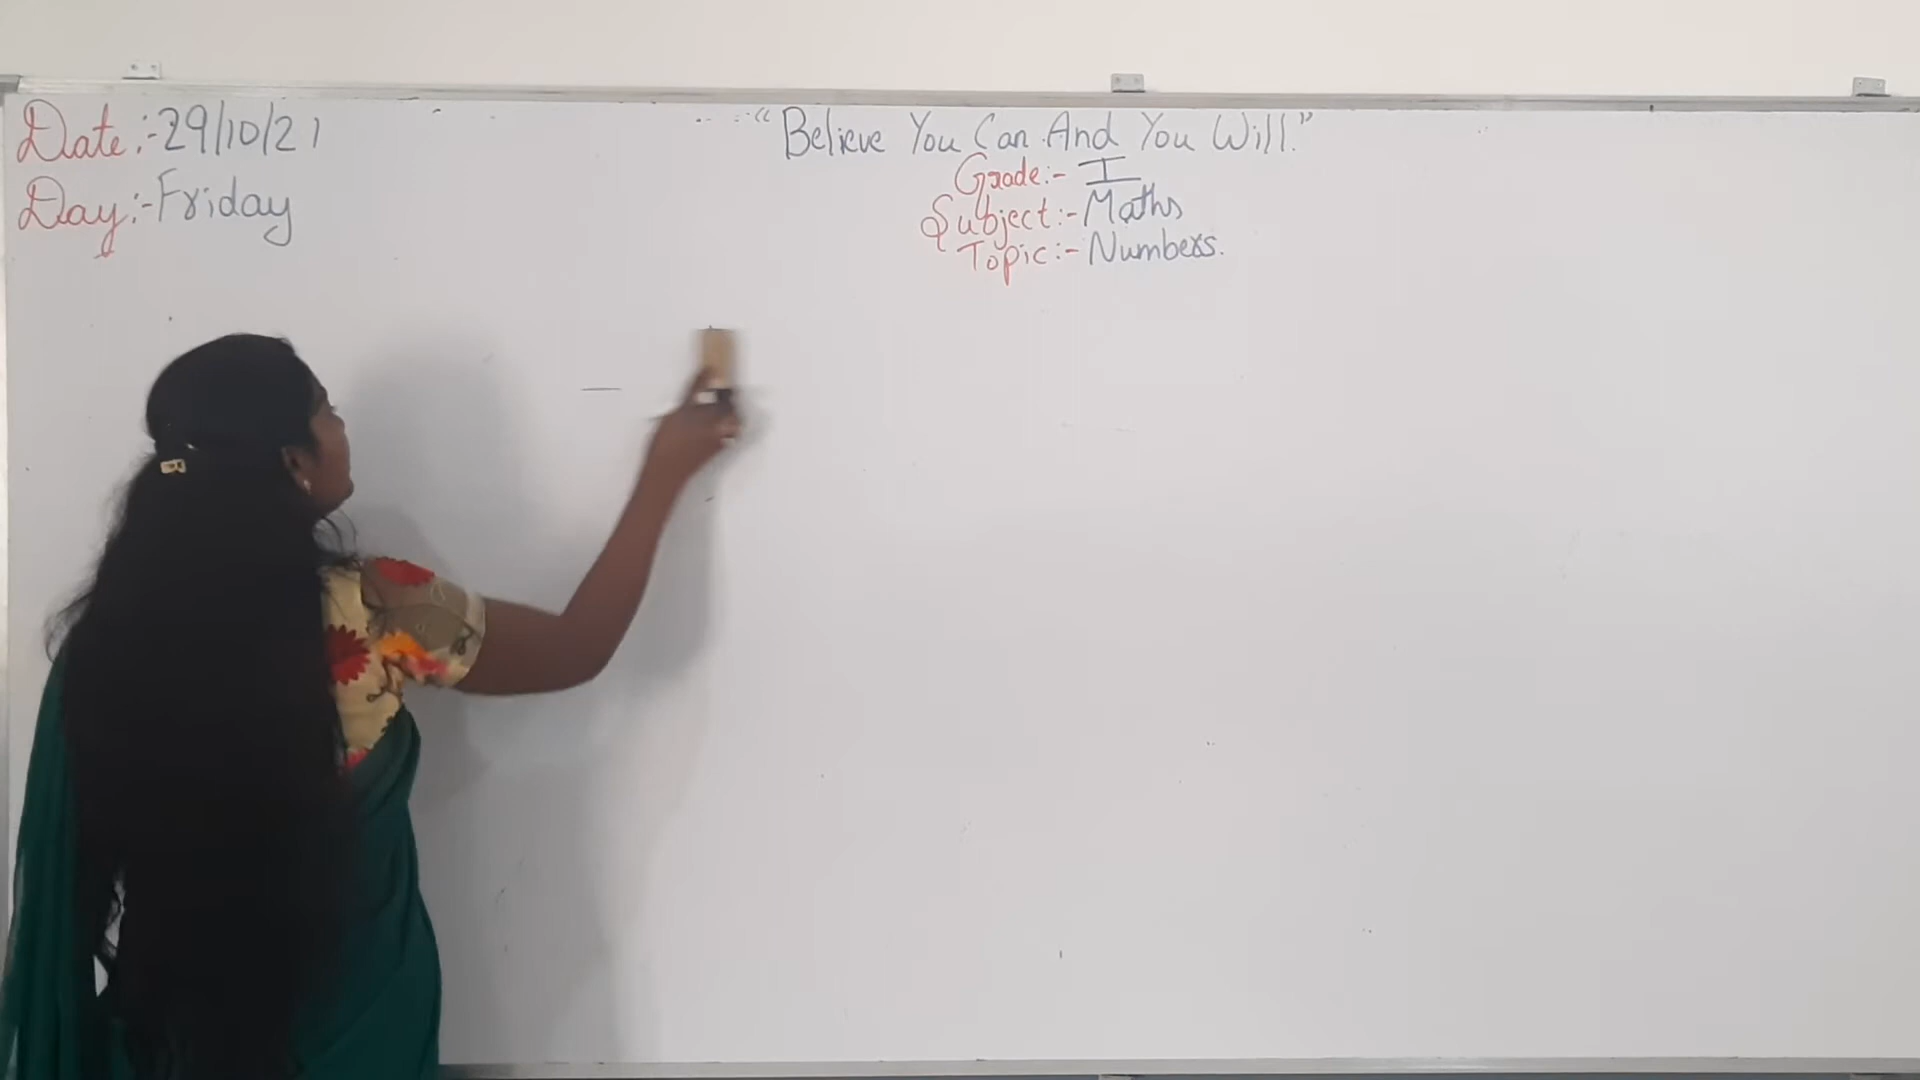 Date:-29/10/21
Day:-Friday
"Believe You Can And You Will."
Grade:- I
Subject:- Maths
Topic:- Numbers.